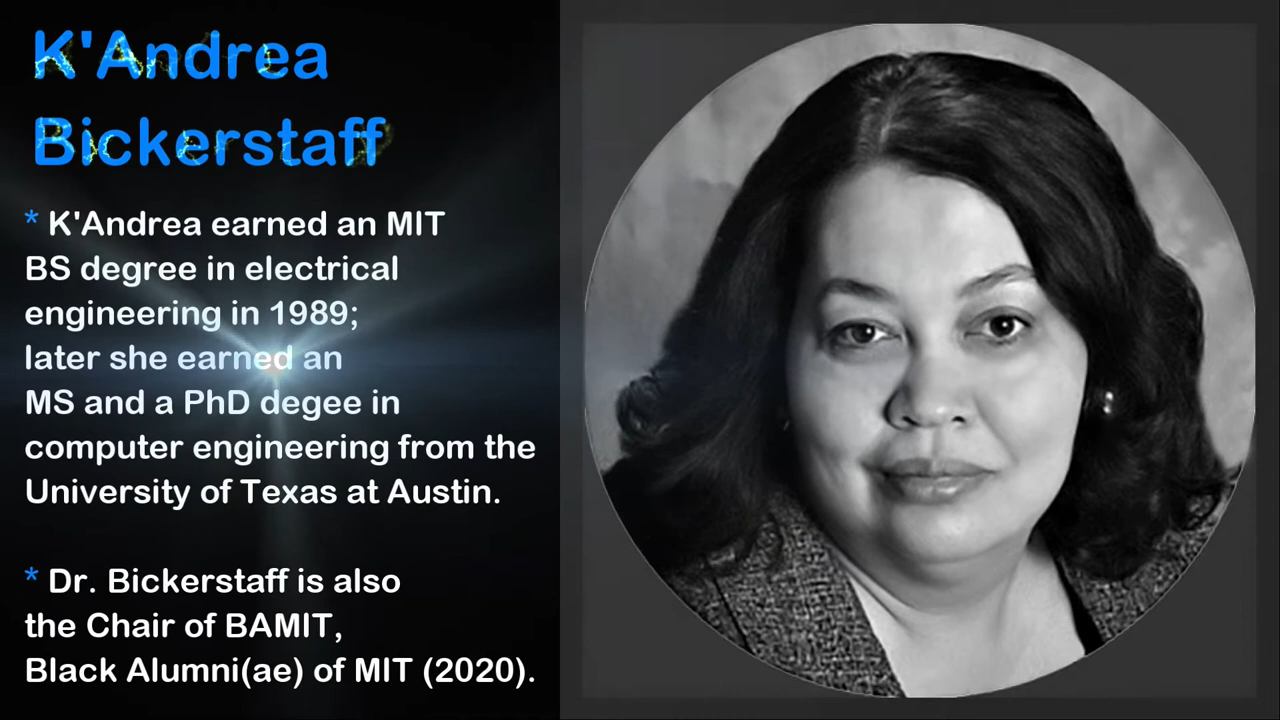 K'Andrea
Bickerstaff
* K'Andrea earned an MIT
BS degree in electrical
engineering in 1989;
later she earned an
MS and a PhD degee in
computer engineering from the
University of Texas at Austin.
* Dr. Bickerstaff is also
the Chair of BAMIT,
Black Alumni(ae) of MIT (2020).